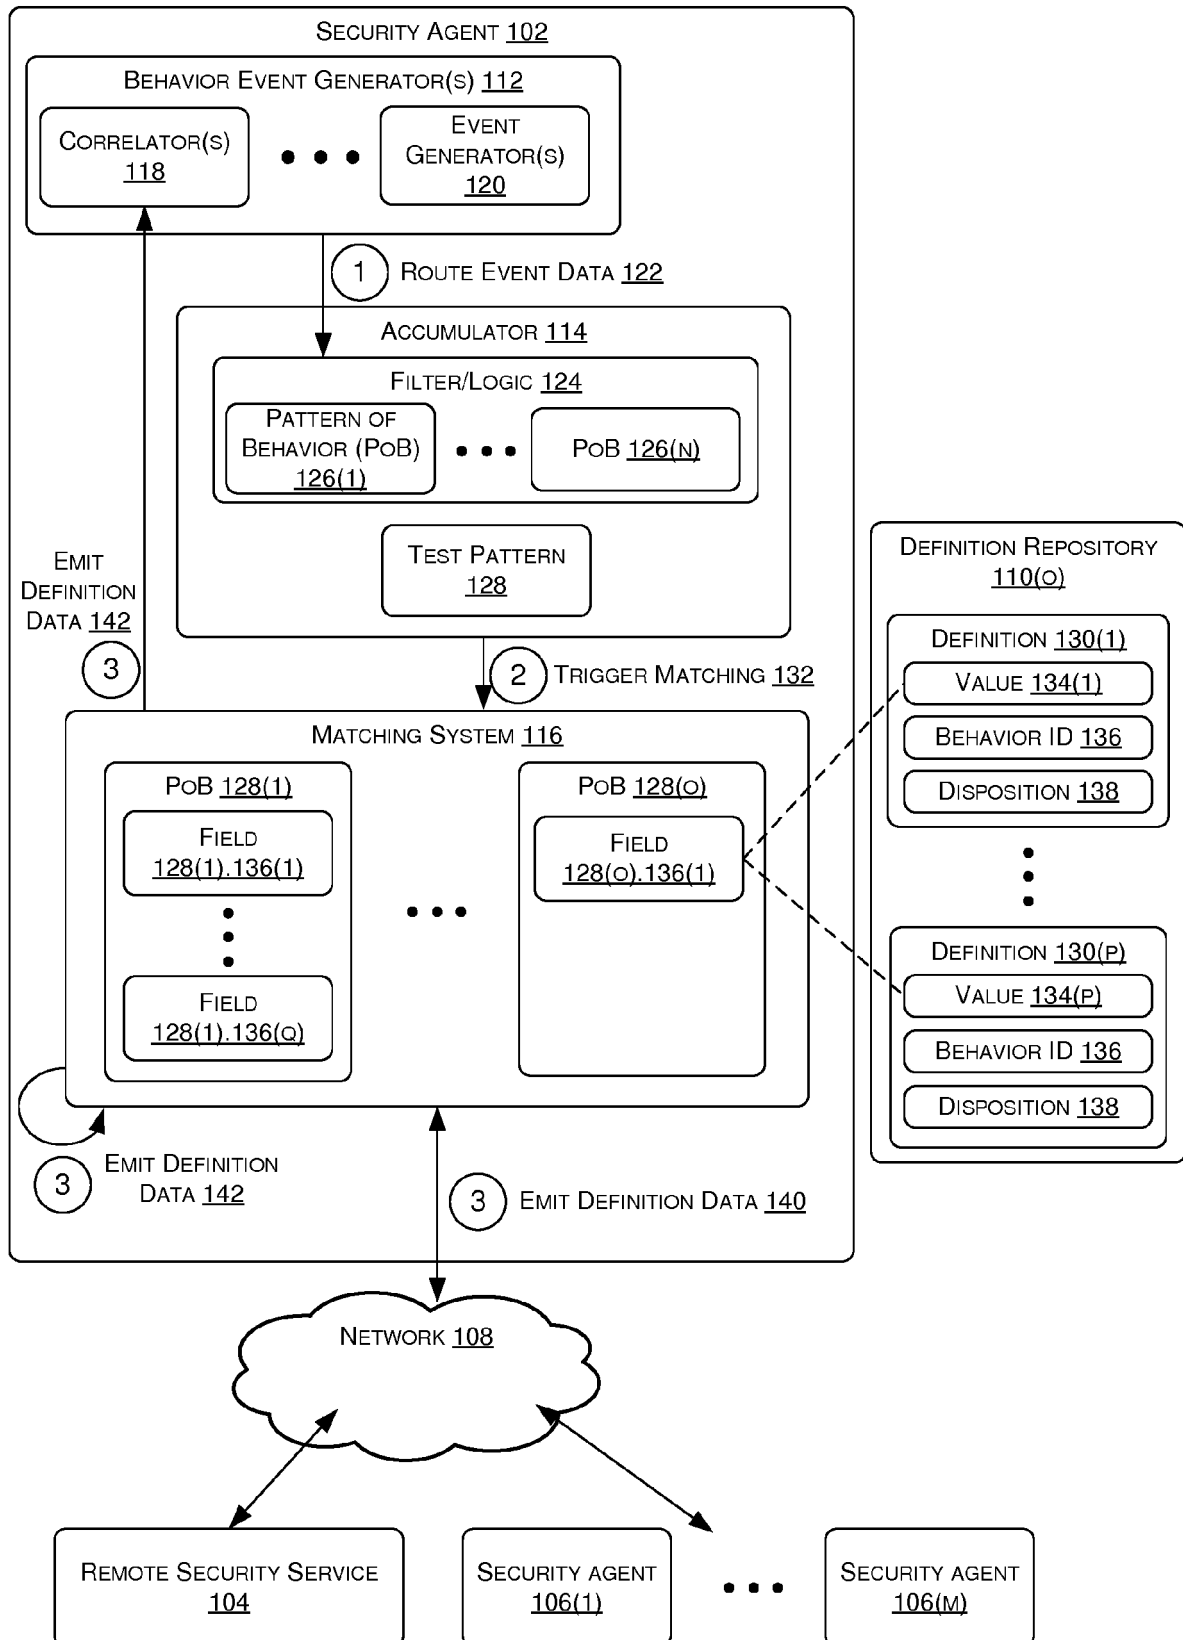 SECURITY AGENT 102
BEHAVIOR EVENT GENERATOR(S) 112
CORRELATOR(S)
118
EVENT
GENERATOR(S)
120
1
ROUTE EVENT DATA 122
ACCUMULATOR 114
FILTER/LOGIC 124
PATTERN OF
BEHAVIOR (POB)
126(1)
POB 126(N)
TEST PATTERN
128
EMIT
DEFINITION
DATA 142
3
2
TRIGGER MATCHING 132
MATCHING SYSTEM 116
POB 128(1)
FIELD
128(1).136(1)
FIELD
128(1).136(Q)
POB 128(O)
FIELD
128(O).136(1)
DEFINITION REPOSITORY
110(O)
DEFINITION 130(1)
VALUE 134(1)
BEHAVIOR ID 136
DISPOSITION 138
DEFINITION 130(P)
VALUE 134(P)
BEHAVIOR ID 136
DISPOSITION 138
3
EMIT DEFINITION
DATA 142
3
EMIT DEFINITION DATA 140
NETWORK 108
REMOTE SECURITY SERVICE
104
SECURITY AGENT
106(1)
SECURITY AGENT
106(M)